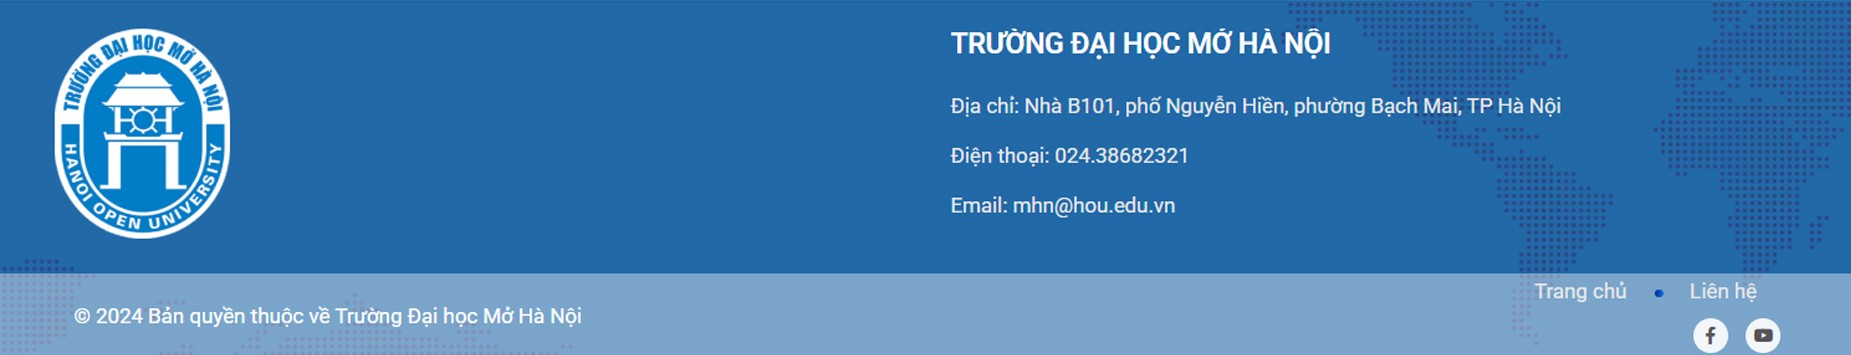 TRƯỜNG ĐẠI HỌC MỞ HÀ NỘI
HANOI OPEN UNIVERSITY
TRƯỜNG ĐẠI HỌC MỞ HÀ NỘI
Địa chỉ: Nhà B101, phố Nguyễn Hiền, phường Bạch Mai, TP Hà Nội
Điện thoại: 024.38682321
Email: mhn@hou.edu.vn
© 2024 Bản quyền thuộc về Trường Đại học Mở Hà Nội
Trang chủ • Liên hệ